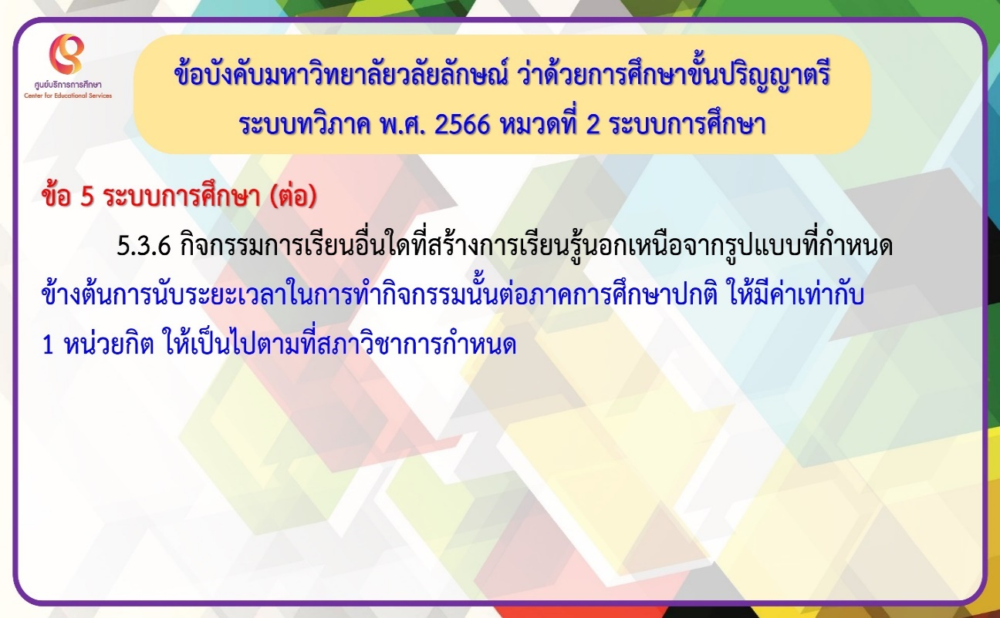 ศูนย์บริการการศึกษา
Center for Educational Services
ข้อบังคับมหาวิทยาลัยวลัยลักษณ์ ว่าด้วยการศึกษาขั้นปริญญาตรี
ระบบทวิภาค พ.ศ. 2566 หมวดที่ 2 ระบบการศึกษา
ข้อ 5 ระบบการศึกษา (ต่อ)
5.3.6 กิจกรรมการเรียนอื่นใดที่สร้างการเรียนรู้นอกเหนือจากรูปแบบที่กำหนด
ข้างต้นการนับระยะเวลาในการทำกิจกรรมนั้นต่อภาคการศึกษาปกติ ให้มีค่าเท่ากับ
1 หน่วยกิต ให้เป็นไปตามที่สภาวิชาการกำหนด